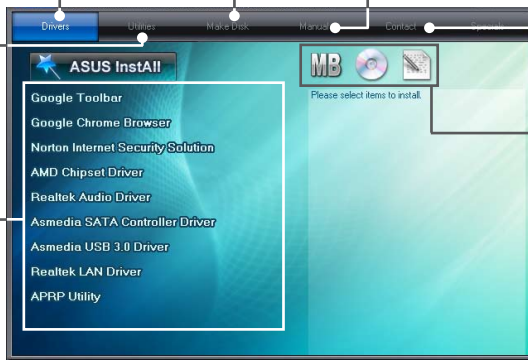 Drivers
Utilities
Make Disk
Manual
Contact
Specials
ASUS InstAll
MB
Please select items to install.
Google Toolbar
Google Chrome Browser
Norton Internet Security Solution
AMD Chipset Driver
Realtek Audio Driver
Asmedia SATA Controller Driver
Asmedia USB 3.0 Driver
Realtek LAN Driver
APRP Utility